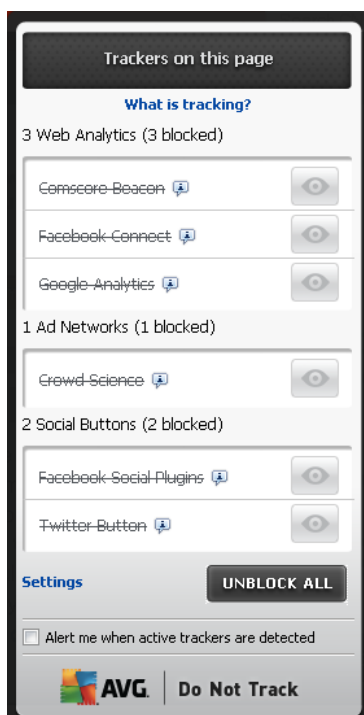 Trackers on this page
What is tracking?
3 Web Analytics (3 blocked)
Comscore Beacon
Facebook Connect
Google Analytics
1 Ad Networks (1 blocked)
Crowd Science
2 Social Buttons (2 blocked)
Facebook Social Plugins
Twitter Button
Settings UNBLOCK ALL
Alert me when active trackers are detected
AVG. Do Not Track